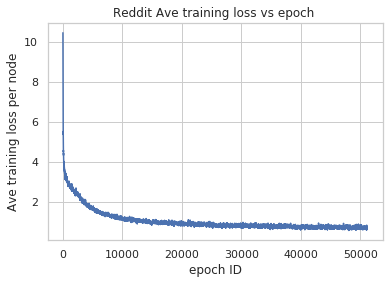 Reddit Ave training loss vs epoch
10
8
6
4
2
Ave training loss per node
0 10000 20000 30000 40000 50000
epoch ID